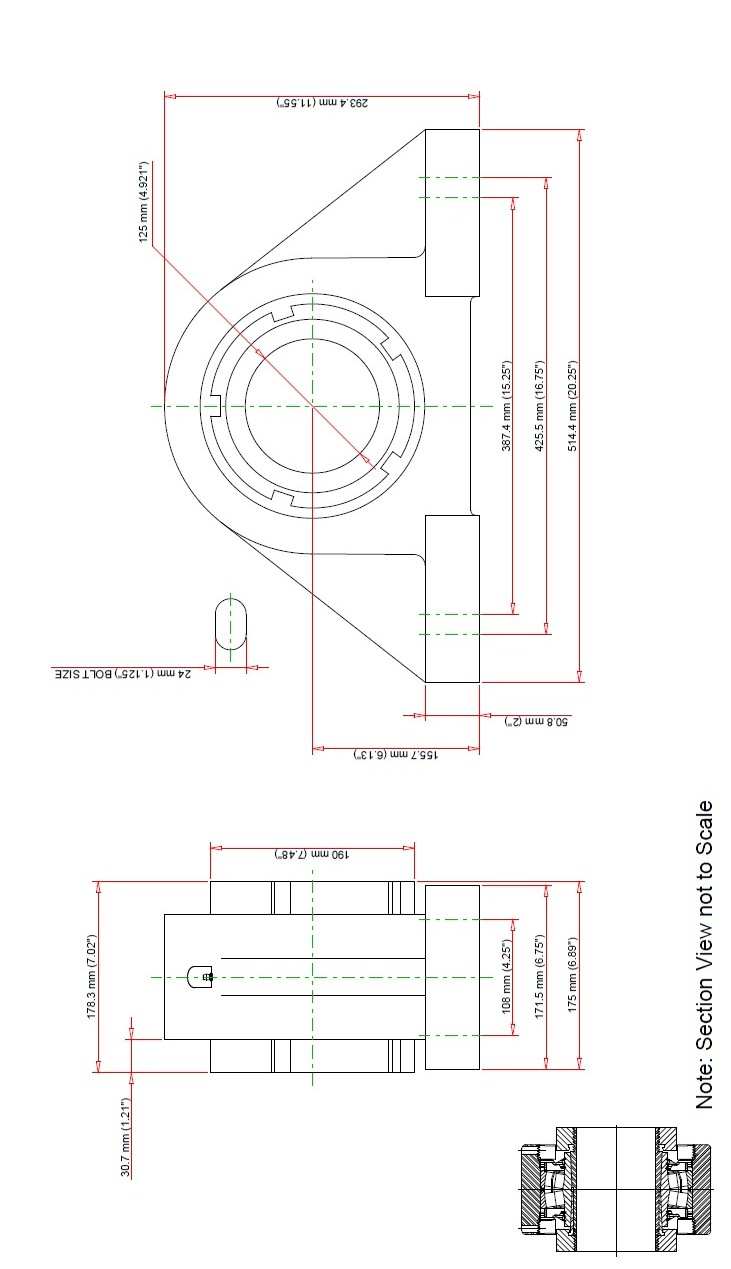 293.4 mm (11.55")
125 mm (4.921")
387.4 mm (15.25")
425.5 mm (16.75")
514.4 mm (20.25")
24 mm (1.125") BOLT SIZE
50.8 mm (2")
155.7 mm (6.13")
190 mm (7.48")
178.3 mm (7.02")
108 mm (4.25")
171.5 mm (6.75")
175 mm (6.89")
30.7 mm (1.21")
Note: Section View not to Scale